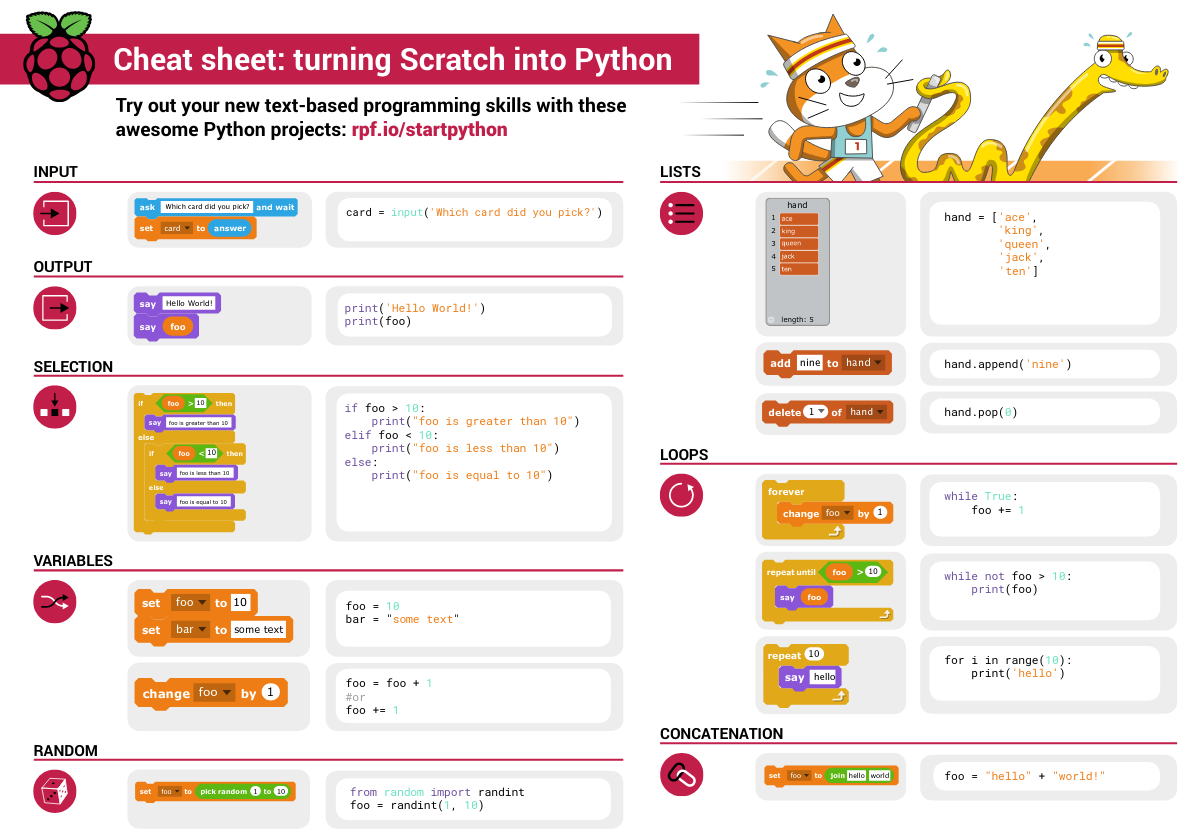 Cheat sheet: turning Scratch into Python
Try out your new text-based programming skills with these
awesome Python projects: rpf.io/startpython
1
INPUT
ask Which card did you pick? and wait
set card to answer
card = input('Which card did you pick?')
OUTPUT
say Hello World!
say foo
print('Hello World!')
print(foo)
SELECTION
if foo > 10 then
say foo is greater than 10
else
if foo < 10 then
say foo is less than 10
else
say foo is equal to 10
if foo > 10:
    print("foo is greater than 10")
elif foo < 10:
    print("foo is less than 10")
else:
    print("foo is equal to 10")
VARIABLES
set foo to 10
set bar to some text
foo = 10
bar = "some text"
change foo by 1
foo = foo + 1
#or
foo += 1
RANDOM
set foo to pick random 1 to 10
from random import randint
foo = randint(1, 10)
LISTS
hand
1 ace
2 king
3 queen
4 jack
5 ten
length: 5
hand = ['ace',
        'king',
        'queen',
        'jack',
        'ten']
add nine to hand
hand.append('nine')
delete 1 of hand
hand.pop(0)
LOOPS
forever
change foo by 1
while True:
    foo += 1
repeat until foo > 10
say foo
while not foo > 10:
    print(foo)
repeat 10
say hello
for i in range(10):
    print('hello')
CONCATENATION
set foo to join hello world
foo = "hello" + "world!"